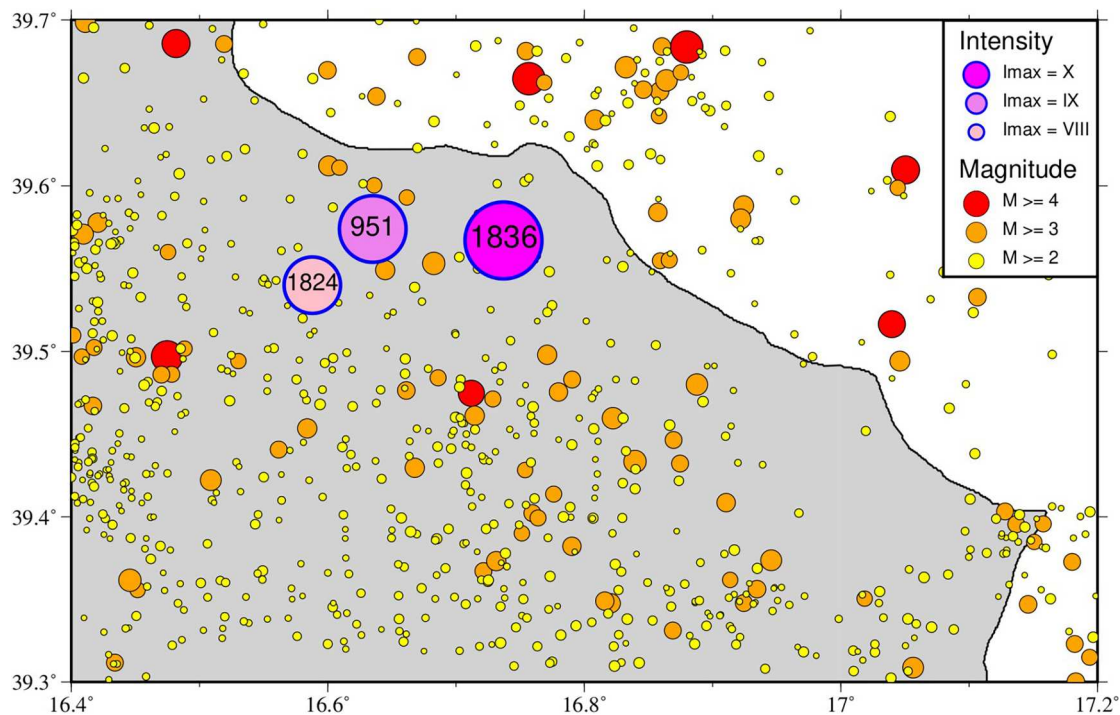 39.7°
39.6°
39.5°
39.4°
39.3°
16.4°
16.6°
16.8°
17°
17.2°
951
1836
1824
Intensity
Imax = X
Imax = IX
Imax = VIII
Magnitude
M >= 4
M >= 3
M >= 2